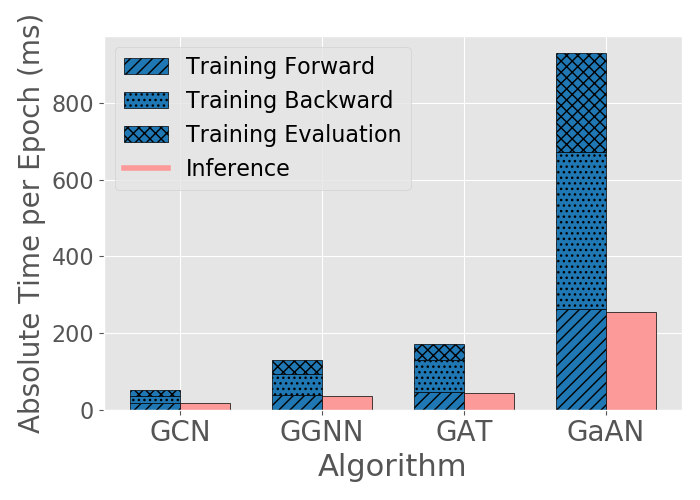 Absolute Time per Epoch (ms)
800
600
400
200
0
Training Forward
Training Backward
Training Evaluation
Inference
GCN GGNN GAT GaAN
Algorithm